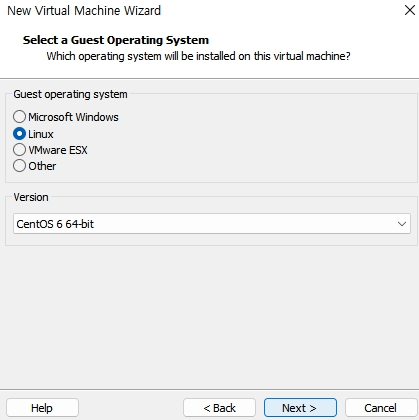 New Virtual Machine Wizard
Select a Guest Operating System
Which operating system will be installed on this virtual machine?
Guest operating system
Microsoft Windows
Linux
VMware ESX
Other
Version
CentOS 6 64-bit
Help
< Back
Next >
Cancel